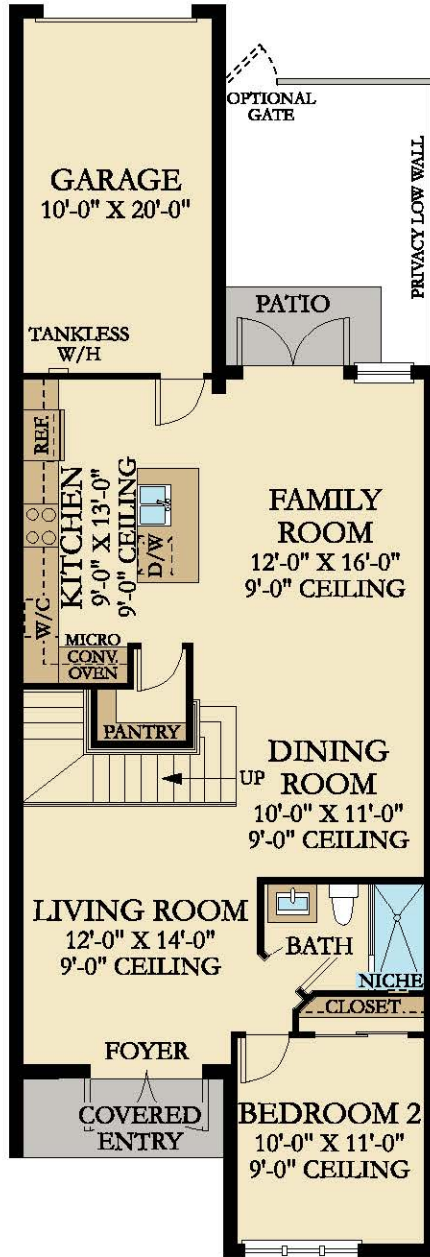 OPTIONAL
GATE
PRIVACY LOW WALL
GARAGE
10'-0" X 20'-0"
TANKLESS
W/H
PATIO
REF.
KITCHEN
9'-0" X 13'-0"
9'-0" CEILING
D/W
W/C
MICRO
CONV.
OVEN
FAMILY
ROOM
12'-0" X 16'-0"
9'-0" CEILING
PANTRY
UP
DINING
ROOM
10'-0" X 11'-0"
9'-0" CEILING
LIVING ROOM
12'-0" X 14'-0"
9'-0" CEILING
BATH
NICHE
CLOSET
FOYER
COVERED
ENTRY
BEDROOM 2
10'-0" X 11'-0"
9'-0" CEILING